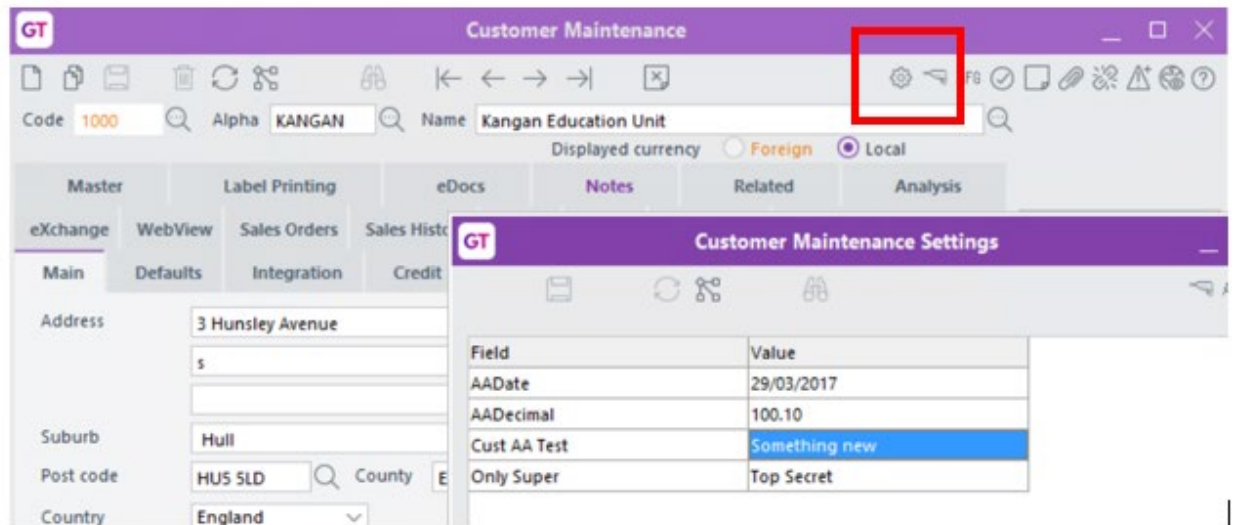 GT Customer Maintenance
FG
Code 1000 Alpha KANGAN Name Kangan Education Unit
Displayed currency Foreign Local
Master Label Printing eDocs Notes Related Analysis
eXchange WebView Sales Orders Sales Histo
GT Customer Maintenance Settings
Main Defaults Integration Credit
Address 3 Hunsley Avenue
s
Field Value
AADate 29/03/2017
AADecimal 100.10
Suburb Hull
Cust AA Test Something new
Post code HU5 5LD County E
Only Super Top Secret
Country England